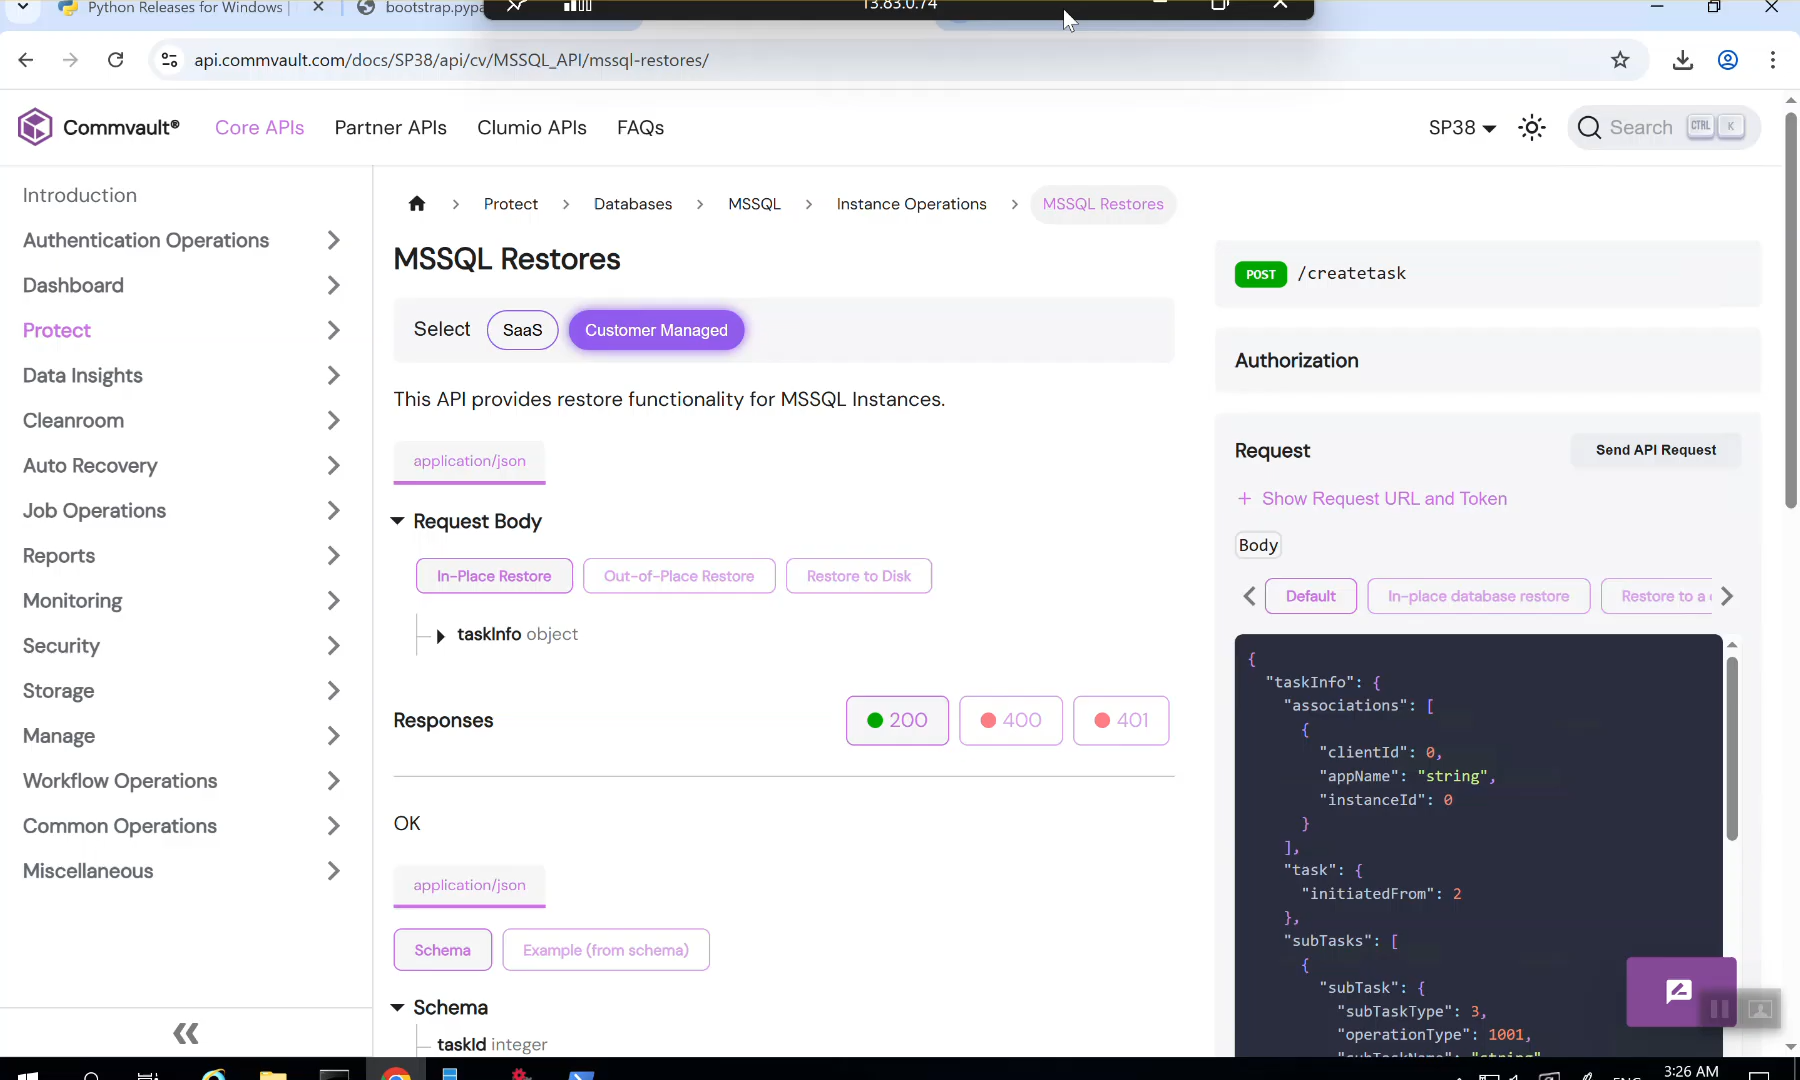 Python Releases for Windows
bootstrap.pypa
13.83.0.74
api.commvault.com/docs/SP38/api/cv/MSSQL_API/mssql-restores/
Commvault®
Core APIs
Partner APIs
Clumio APIs
FAQs
SP38
Search
CTRL
K
Introduction
Authentication Operations
Dashboard
Protect
Data Insights
Cleanroom
Auto Recovery
Job Operations
Reports
Monitoring
Security
Storage
Manage
Workflow Operations
Common Operations
Miscellaneous
Protect
Databases
MSSQL
Instance Operations
MSSQL Restores
MSSQL Restores
Select
SaaS
Customer Managed
This API provides restore functionality for MSSQL Instances.
application/json
Request Body
In-Place Restore
Out-of-Place Restore
Restore to Disk
taskInfo object
Responses
200
400
401
OK
application/json
Schema
Example (from schema)
Schema
taskId integer
POST /createtask
Authorization
Request
Send API Request
+ Show Request URL and Token
Body
Default
In-place database restore
Restore to a
{
"taskInfo": {
"associations": [
{
"clientId": 0,
"appName": "string",
"instanceId": 0
}
],
"task": {
"initiatedFrom": 2
},
"subTasks": [
{
"subTask": {
"subTaskType": 3,
"operationType": 1001,
"subTaskName": "string"
ENG
3:26 AM